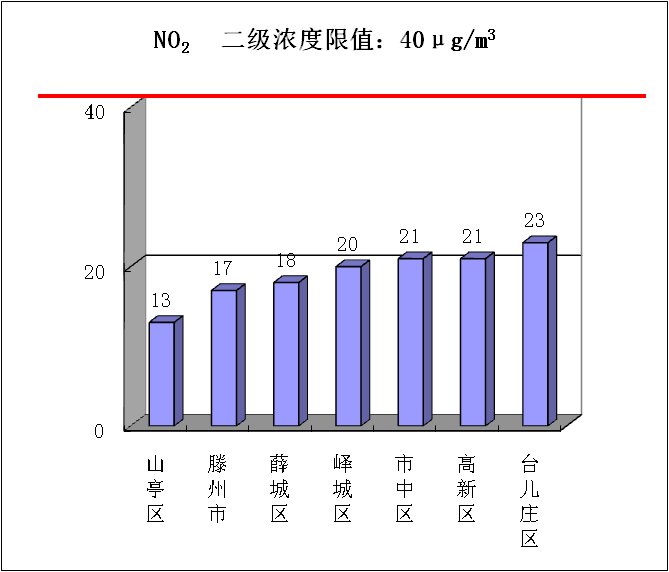 NO₂ 二级浓度限值：40μg/m³
40
20
0
13
17
18
20
21
21
23
山亭区
滕州市
薛城区
峄城区
市中区
高新区
台儿庄区